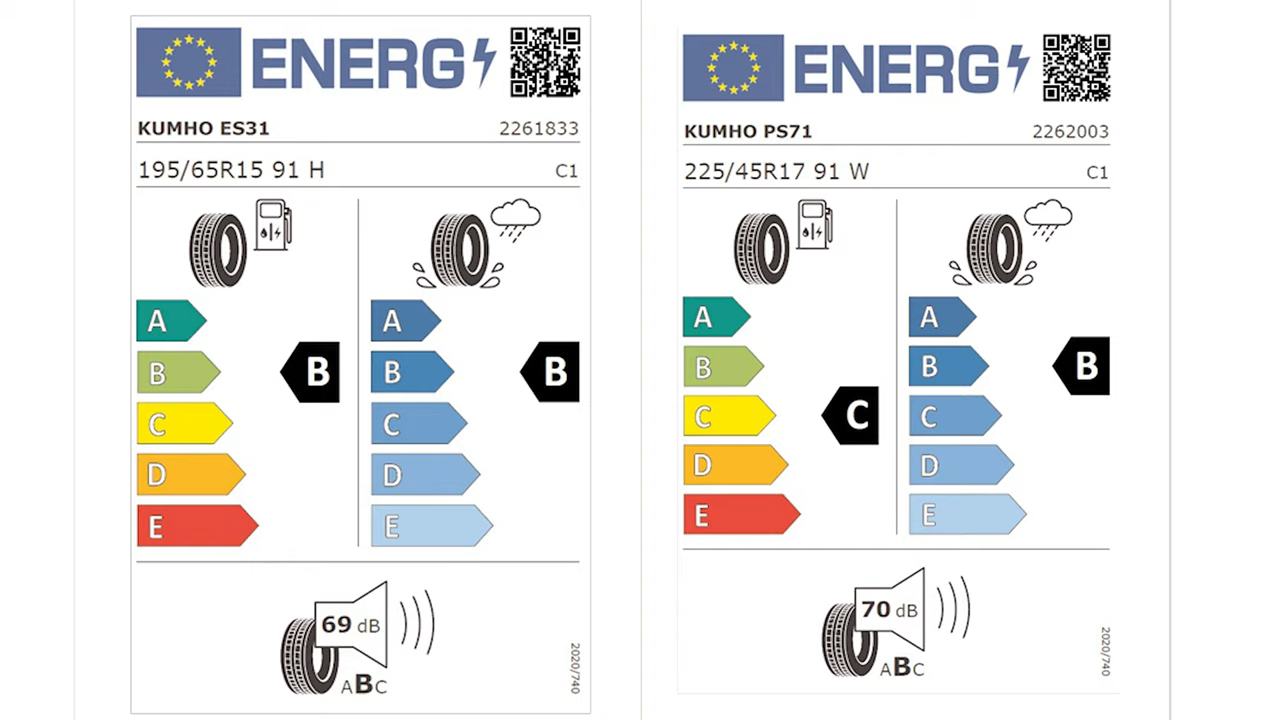 ENERG
KUMHO ES31 2261833
195/65R15 91 H C1
A A
B B B B
C C
D D
E E
69 dB
ABC
2020/740
ENERG
KUMHO PS71 2262003
225/45R17 91 W C1
A A
B B B
C C C
D D
E E
70 dB
ABC
2020/740